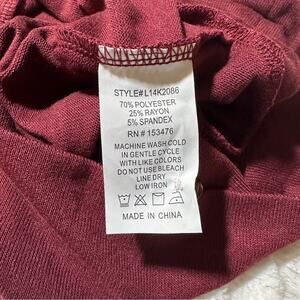 STYLE#L14K2086
70% POLYESTER
25% RAYON
5% SPANDEX
RN # 153476
MACHINE WASH COLD
IN GENTLE CYCLE
WITH LIKE COLORS
DO NOT USE BLEACH
LINE DRY
LOW IRON
MADE IN CHINA